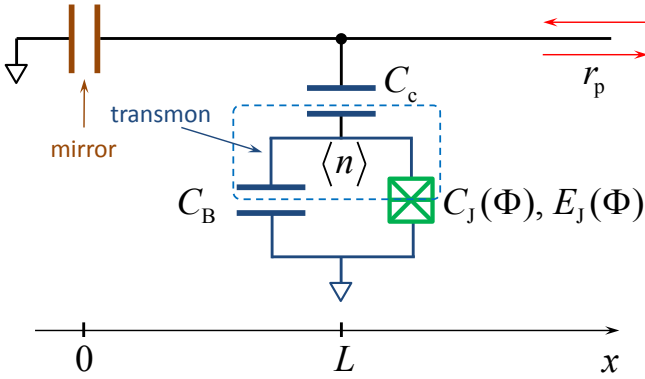 r_p
C_c
transmon
mirror
⟨n⟩
C_B
C_J(Φ), E_J(Φ)
0
L
x